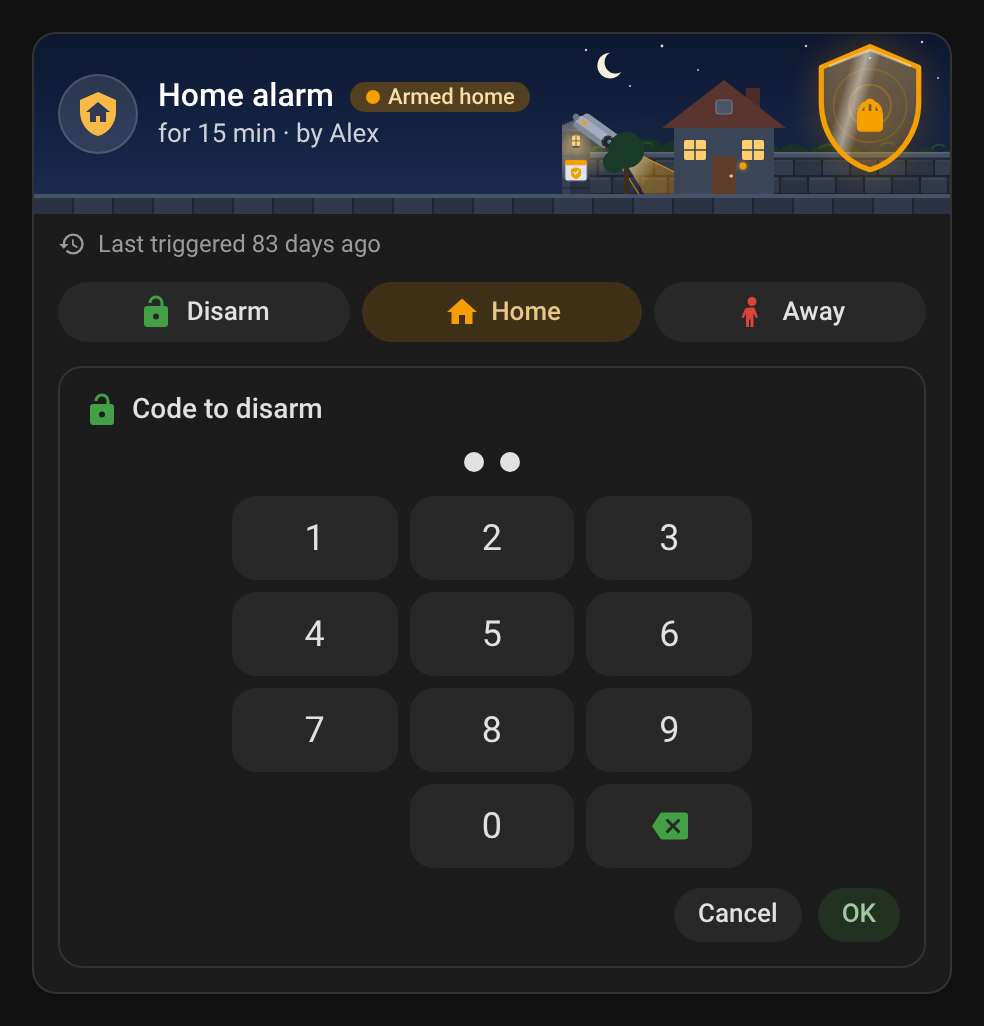 Home alarm
Armed home
for 15 min · by Alex
Last triggered 83 days ago
Disarm
Home
Away
Code to disarm
1
2
3
4
5
6
7
8
9
0
Cancel
OK